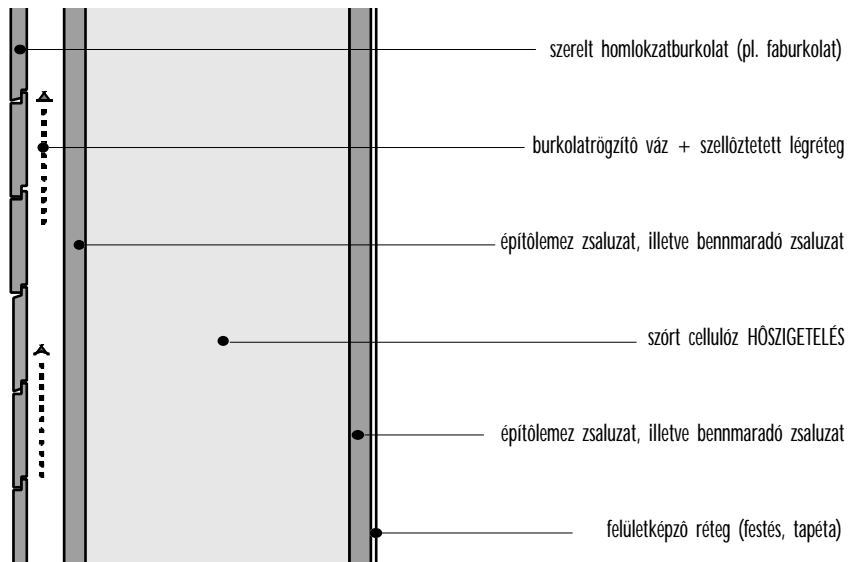 szerelt homlokzatburkolat (pl. faburkolat)
burkolatrögzítô váz + szellôztetett légréteg
építôlemez zsaluzat, illetve bennmaradó zsaluzat
szórt cellulóz HÔSZIGETELÉS
építôlemez zsaluzat, illetve bennmaradó zsaluzat
felületképzô réteg (festés, tapéta)